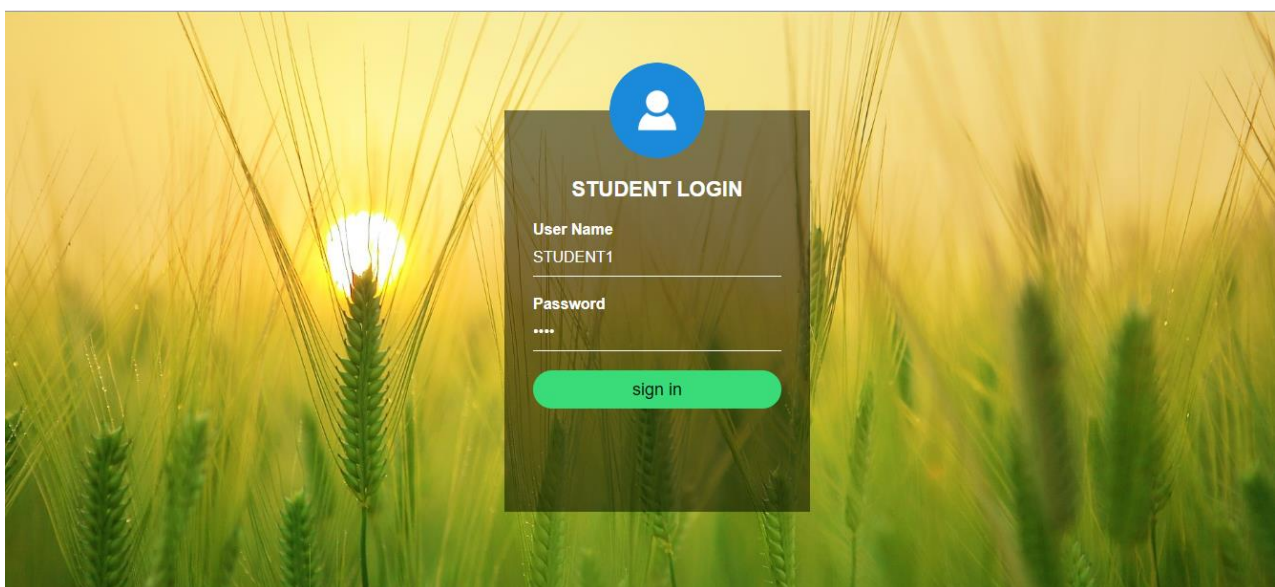 STUDENT LOGIN
User Name
STUDENT1
Password
••••
sign in